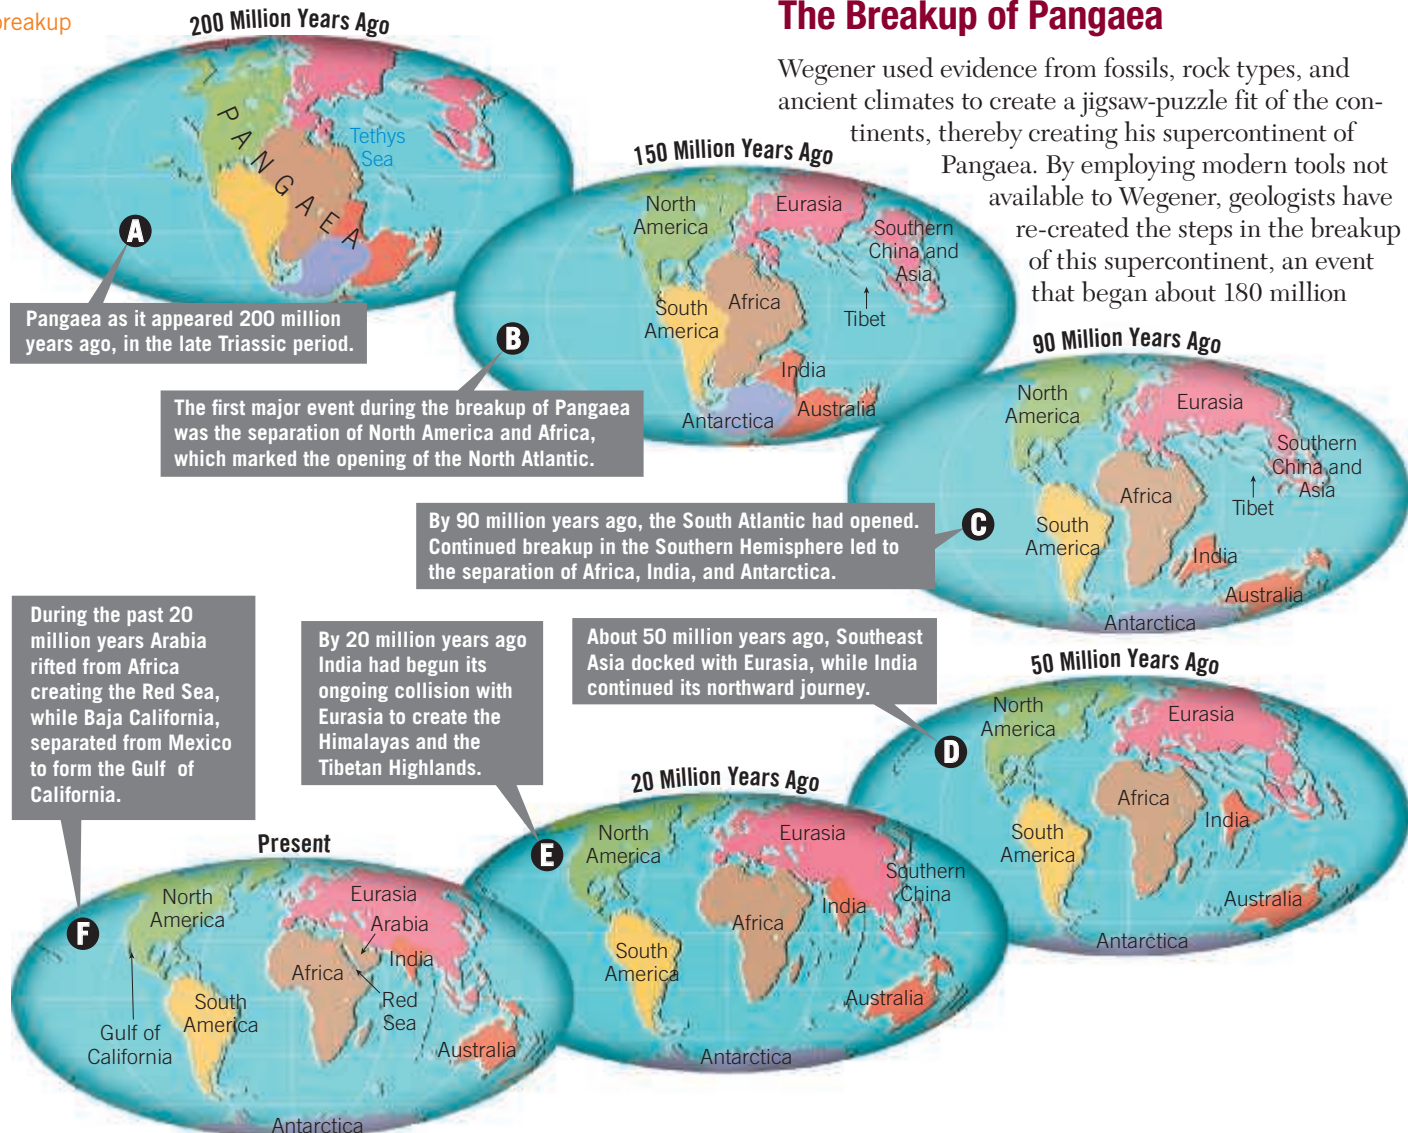 breakup
The Breakup of Pangaea
Wegener used evidence from fossils, rock types, and
ancient climates to create a jigsaw-puzzle fit of the con-
tinents, thereby creating his supercontinent of
Pangaea. By employing modern tools not
available to Wegener, geologists have
re-created the steps in the breakup
of this supercontinent, an event
that began about 180 million
200 Million Years Ago
PANGAEA
Tethys
Sea
A
Pangaea as it appeared 200 million
years ago, in the late Triassic period.
150 Million Years Ago
North
America
Eurasia
Southern
China and
Asia
Tibet
Africa
South
America
India
Australia
Antarctica
B
The first major event during the breakup of Pangaea
was the separation of North America and Africa,
which marked the opening of the North Atlantic.
90 Million Years Ago
North
America
Eurasia
Southern
China and
Asia
Tibet
Africa
South
America
India
Australia
Antarctica
C
By 90 million years ago, the South Atlantic had opened.
Continued breakup in the Southern Hemisphere led to
the separation of Africa, India, and Antarctica.
50 Million Years Ago
North
America
Eurasia
Africa
India
South
America
Australia
Antarctica
D
About 50 million years ago, Southeast
Asia docked with Eurasia, while India
continued its northward journey.
20 Million Years Ago
North
America
Eurasia
Southern
China
India
Africa
South
America
Australia
Antarctica
E
By 20 million years ago
India had begun its
ongoing collision with
Eurasia to create the
Himalayas and the
Tibetan Highlands.
Present
North
America
Eurasia
Arabia
India
Africa
Red
Sea
South
America
Gulf of
California
Australia
Antarctica
F
During the past 20
million years Arabia
rifted from Africa
creating the Red Sea,
while Baja California,
separated from Mexico
to form the Gulf of
California.